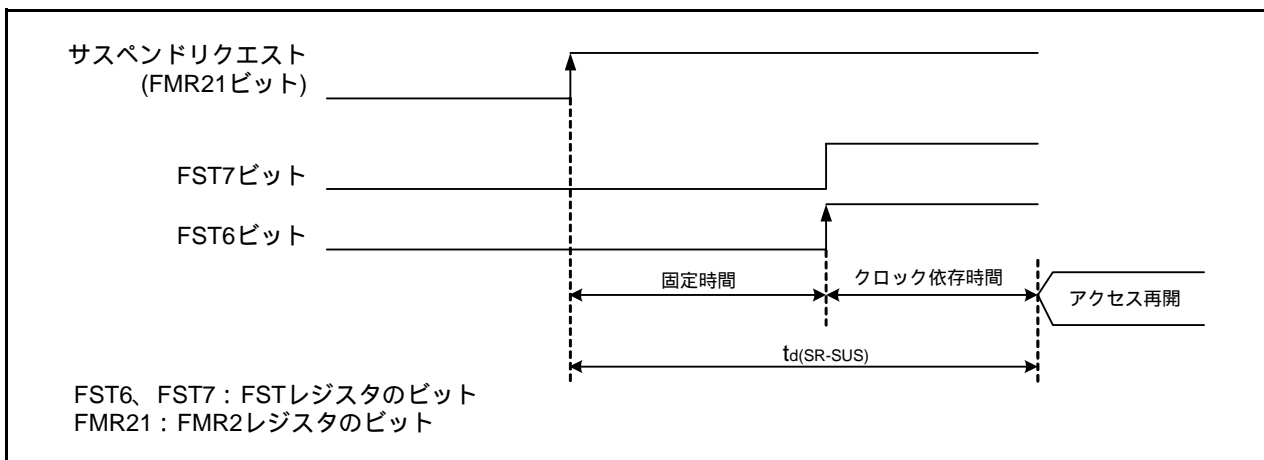 サスペンドリクエスト
(FMR21ビット)
FST7ビット
FST6ビット
固定時間
クロック依存時間
アクセス再開
td(SR-SUS)
FST6、FST7：FSTレジスタのビット
FMR21：FMR2レジスタのビット